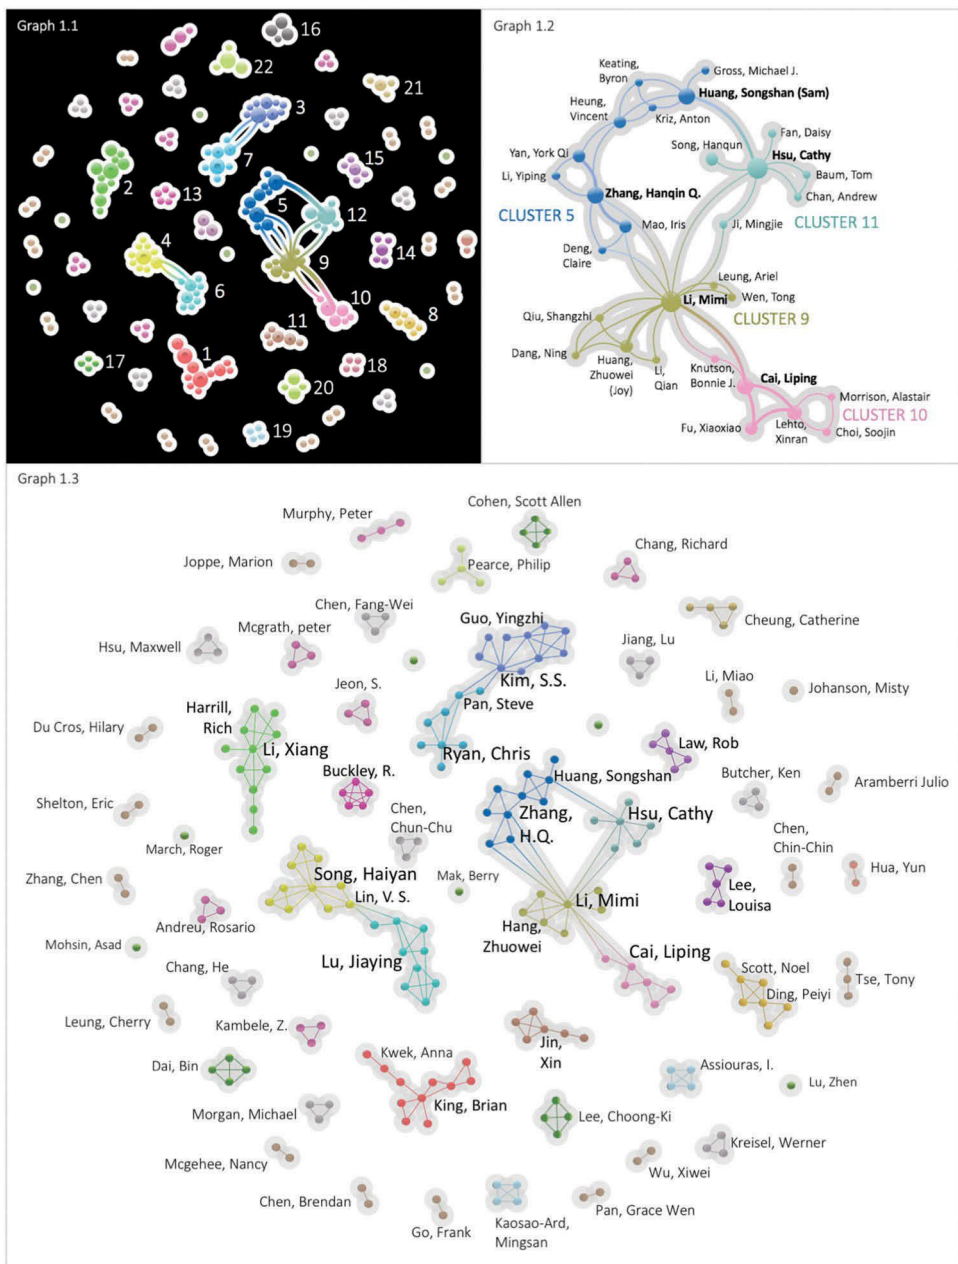 Graph 1.1
16
22
21
3
7
15
2
13
5
12
14
4
9
6
10
8
11
1
17
18
20
19
Graph 1.2
Keating,
Byron
Gross, Michael J.
Huang, Songshan (Sam)
Heung,
Vincent
Kriz, Anton
Fan, Daisy
Song, Hanqun
Hsu, Cathy
Yan, York Qi
Li, Yiping
Baum, Tom
Zhang, Hanqin Q.
Chan, Andrew
CLUSTER 5
Mao, Iris
Ji, Mingjie
CLUSTER 11
Deng,
Claire
Leung, Ariel
Li, Mimi
Wen, Tong
Qiu, Shangzhi
CLUSTER 9
Dang, Ning
Huang,
Zhuowei
(Joy)
Li,
Qian
Knutson,
Bonnie J.
Cai, Liping
Morrison, Alastair
CLUSTER 10
Fu, Xiaoxiao
Lehto,
Xinran
Choi, Soojin
Graph 1.3
Cohen, Scott Allen
Murphy, Peter
Chang, Richard
Joppe, Marion
Pearce, Philip
Chen, Fang-Wei
Guo, Yingzhi
Cheung, Catherine
Mcgrath, peter
Hsu, Maxwell
Jiang, Lu
Kim, S.S.
Li, Miao
Jeon, S.
Johanson, Misty
Pan, Steve
Harrill,
Rich
Du Cros, Hilary
Li, Xiang
Law, Rob
Ryan, Chris
Buckley, R.
Huang, Songshan
Butcher, Ken
Aramberri Julio
Shelton, Eric
Zhang,
H.Q.
Hsu, Cathy
Chen,
Chun-Chu
Chen,
Chin-Chin
March, Roger
Hua, Yun
Zhang, Chen
Song, Haiyan
Mak, Berry
Lee,
Louisa
Lin, V. S.
Li, Mimi
Andreu, Rosario
Hang,
Zhuowei
Mohsin, Asad
Cai, Liping
Lu, Jiaying
Chang, He
Scott, Noel
Tse, Tony
Ding, Peiyi
Leung, Cherry
Kambele, Z.
Jin,
Xin
Kwek, Anna
Dai, Bin
Assiouras, I.
Lu, Zhen
King, Brian
Morgan, Michael
Lee, Choong-Ki
Kreisel, Werner
Mcgehee, Nancy
Wu, Xiwei
Chen, Brendan
Pan, Grace Wen
Go, Frank
Kaosao-Ard,
Mingsan